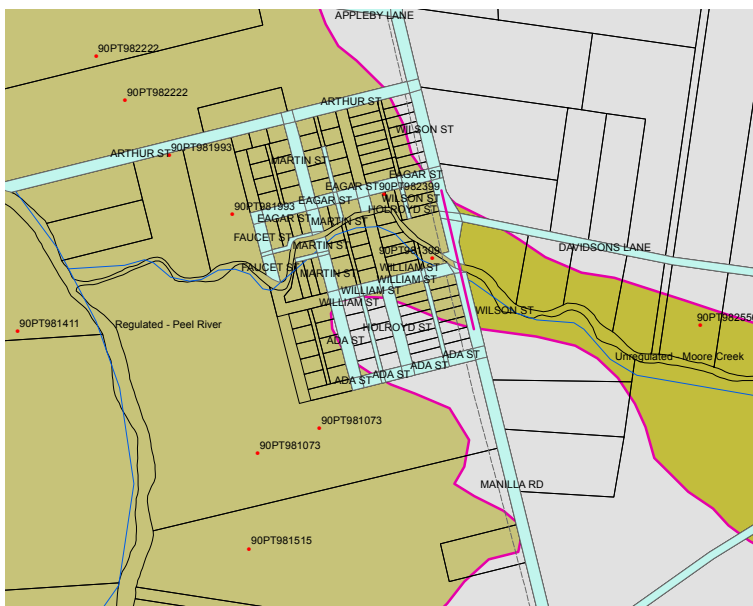 APPLEBY LANE
90PT982222
90PT982222
ARTHUR ST
WILSON ST
90PT981993
ARTHUR ST
MARTIN ST
EAGAR ST
EAGAR ST
90PT982399
EAGAR ST
WILSON ST
HOLROYD ST
90PT981993
EAGAR ST
MARTIN ST
FAUCET ST
MARTIN ST
DAVIDSONS LANE
90PT981309
FAUCET ST
MARTIN ST
WILLIAM ST
WILLIAM ST
WILLIAM ST
WILLIAM ST
WILSON ST
90PT981411
Regulated - Peel River
HOLROYD ST
ADA ST
ADA ST
Unregulated - Moore Creek
ADA ST
ADA ST
ADA ST
90PT981073
90PT981073
MANILLA RD
90PT981515